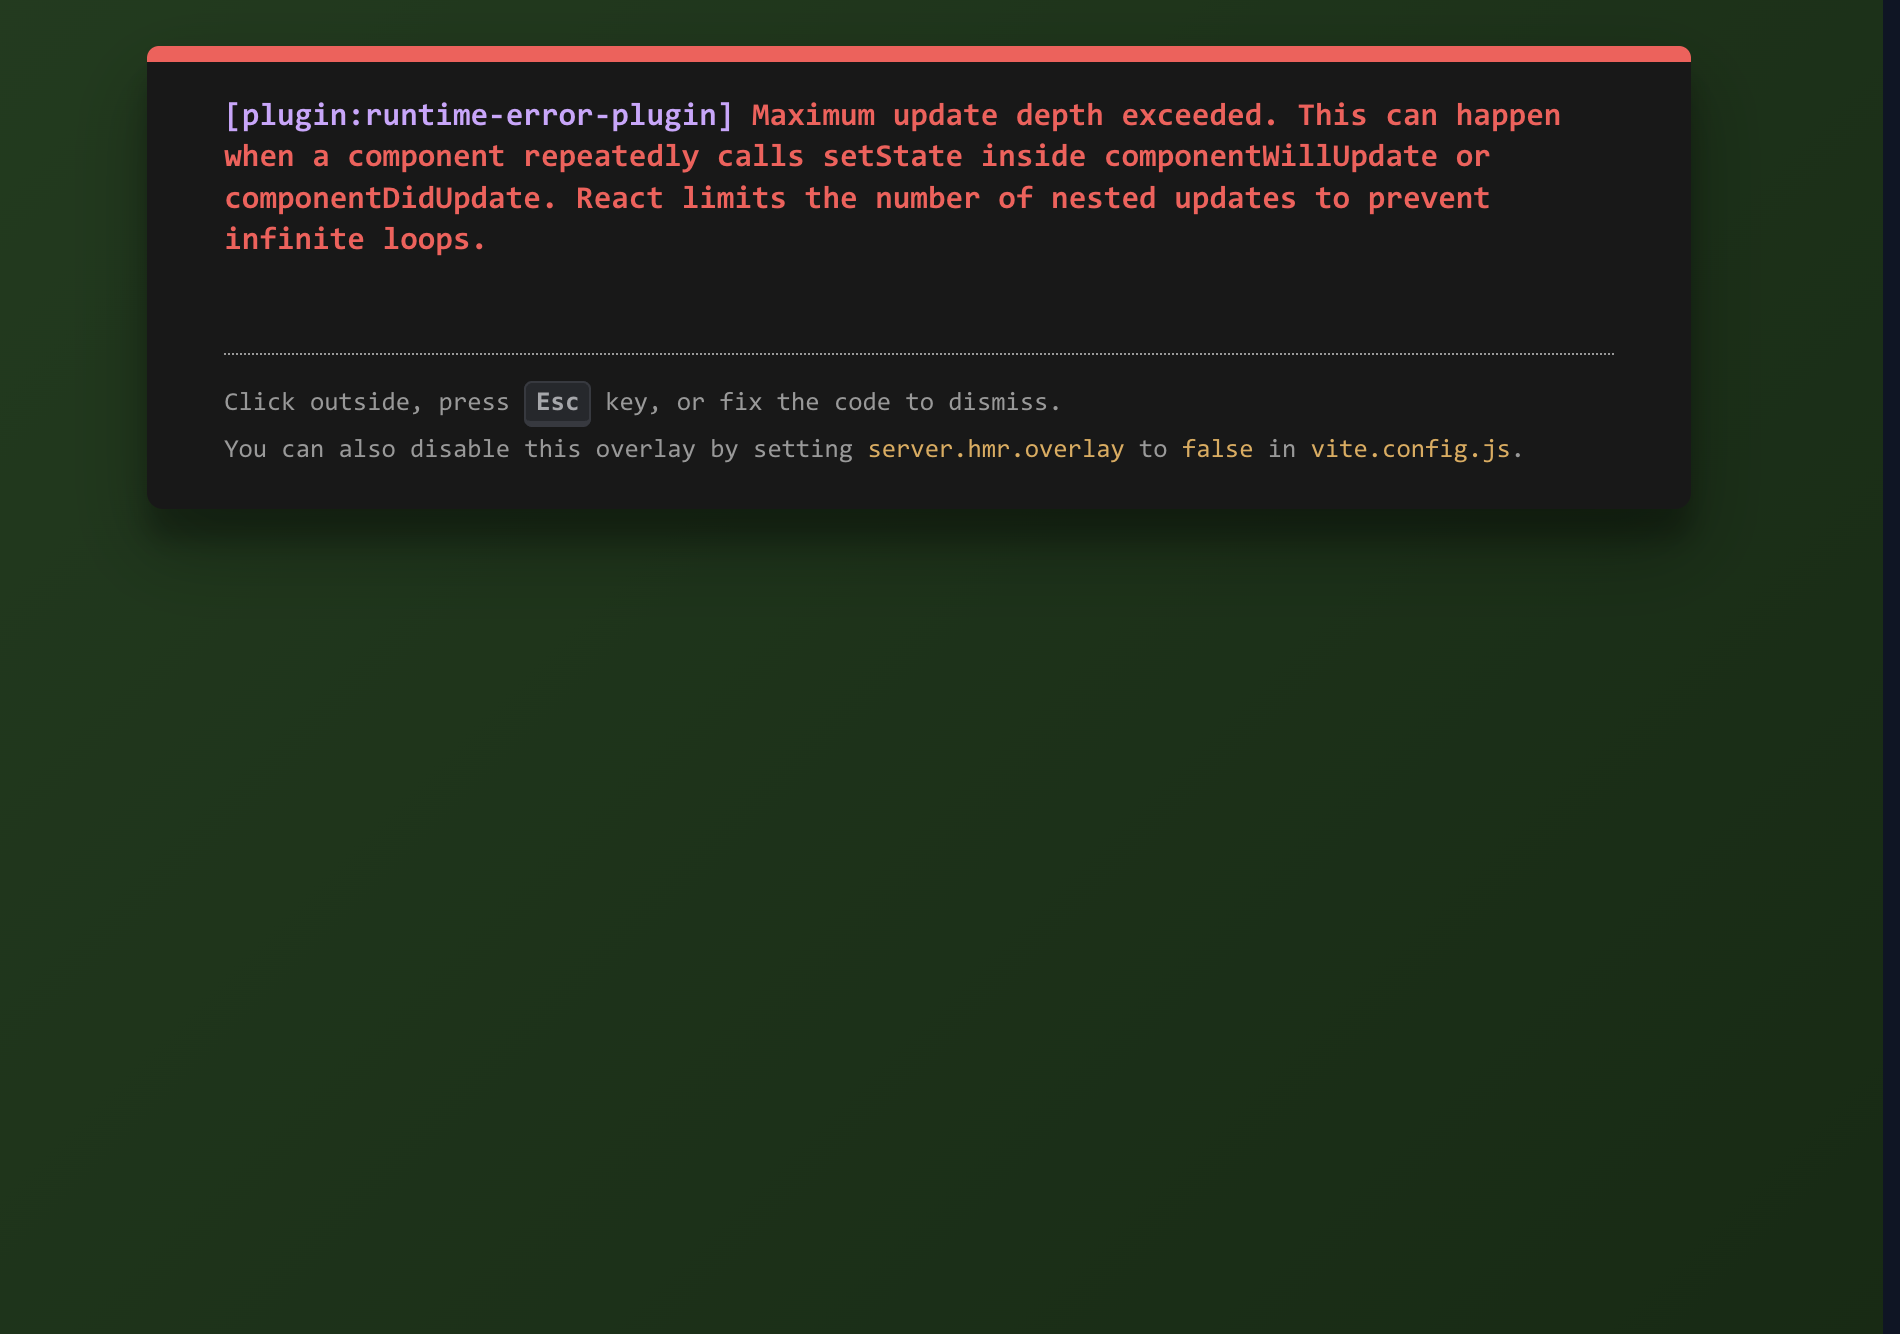 [plugin:runtime-error-plugin] Maximum update depth exceeded. This can happen
when a component repeatedly calls setState inside componentWillUpdate or
componentDidUpdate. React limits the number of nested updates to prevent
infinite loops.
Click outside, press Esc key, or fix the code to dismiss.
You can also disable this overlay by setting server.hmr.overlay to false in vite.config.js.